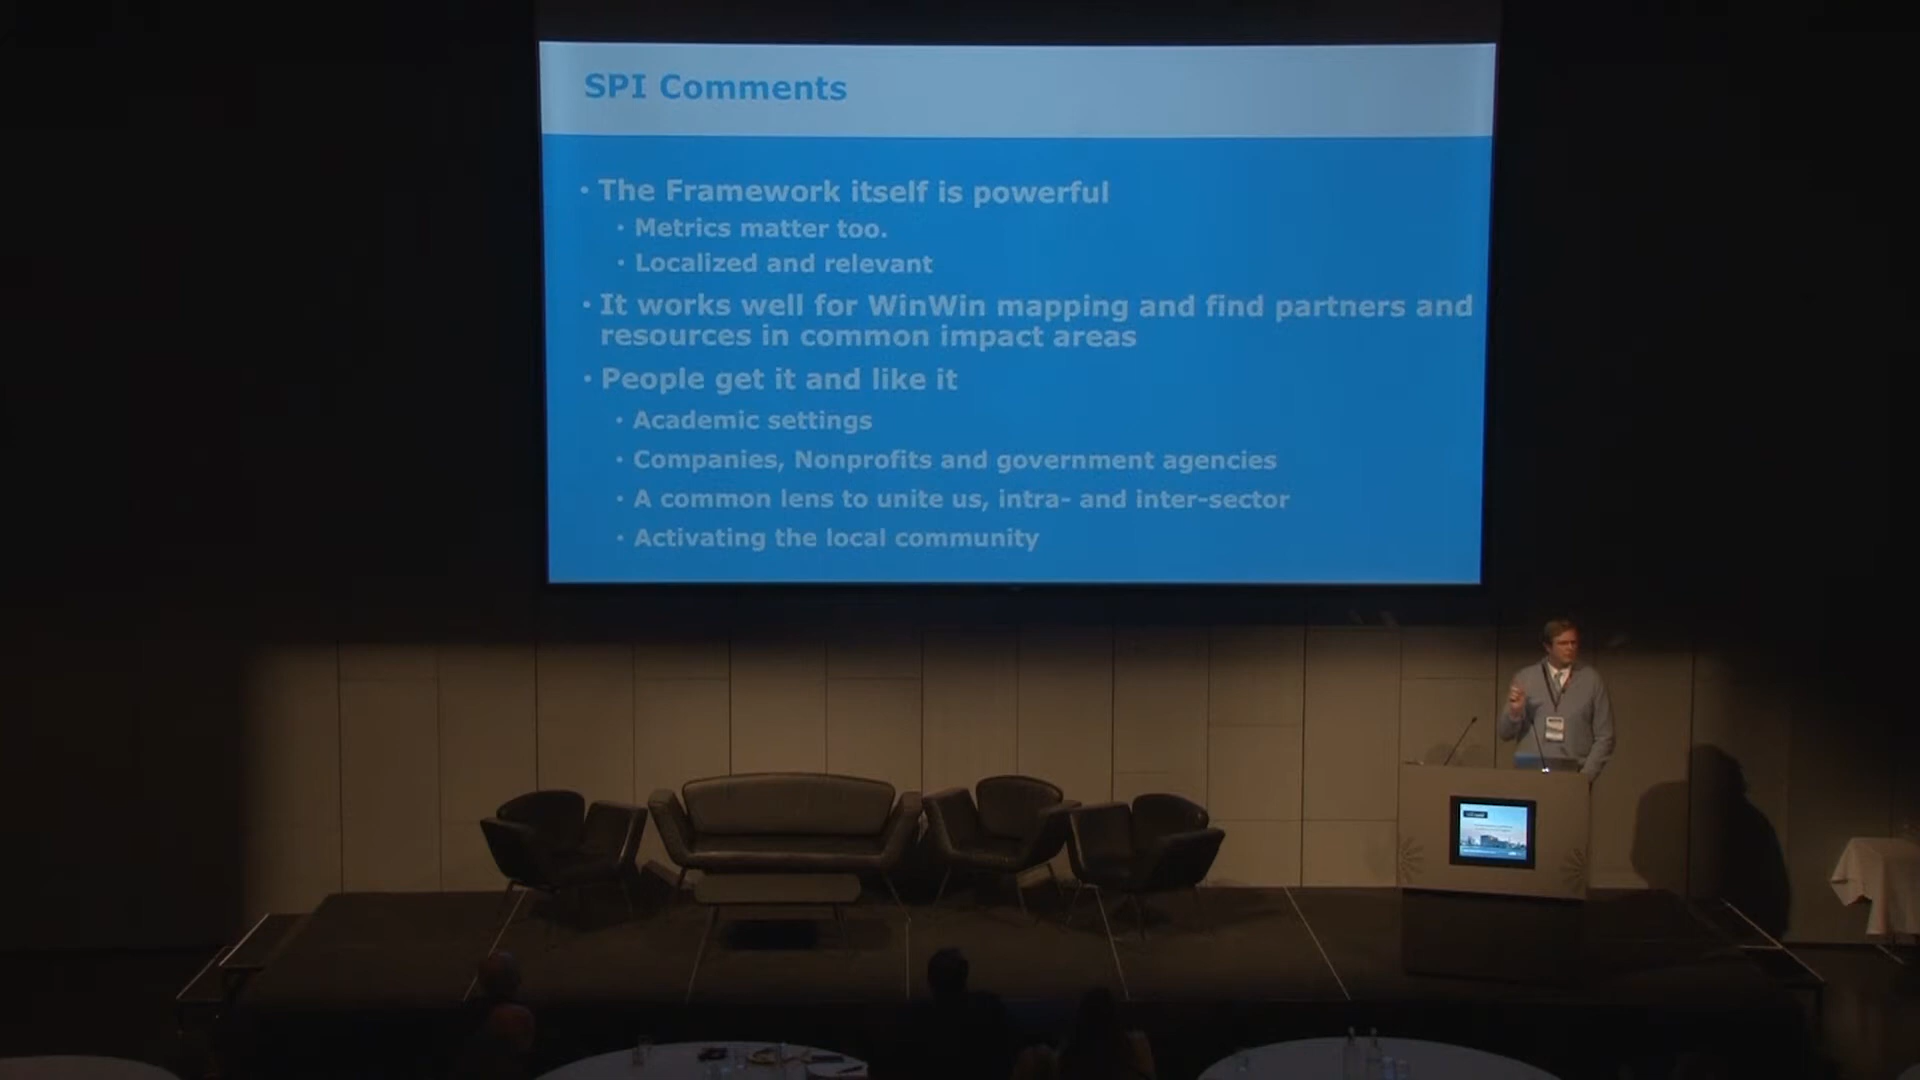 SPI Comments
• The Framework itself is powerful
• Metrics matter too.
• Localized and relevant
• It works well for WinWin mapping and find partners and
resources in common impact areas
• People get it and like it
• Academic settings
• Companies, Nonprofits and government agencies
• A common lens to unite us, intra- and inter-sector
• Activating the local community